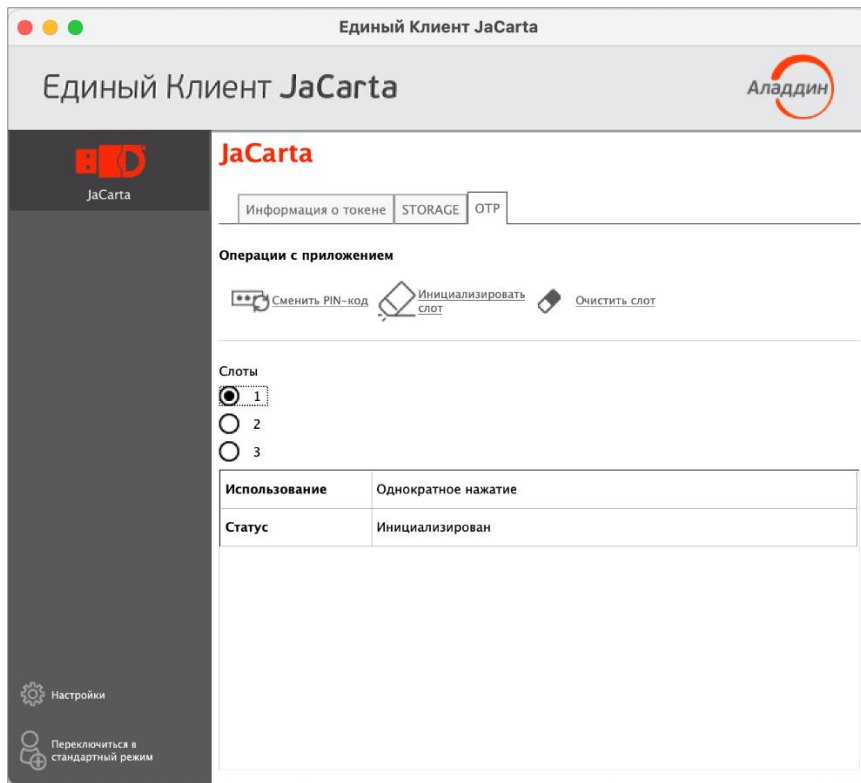 Единый Клиент JaCarta
Единый Клиент JaCarta
Аладдин
JaCarta
JaCarta
Информация о токене
STORAGE
OTP
Операции с приложением
Сменить PIN-код
Инициализировать
слот
Очистить слот
Слоты
1
2
3
Использование Однократное нажатие
Статус Инициализирован
Настройки
Переключиться в
стандартный режим